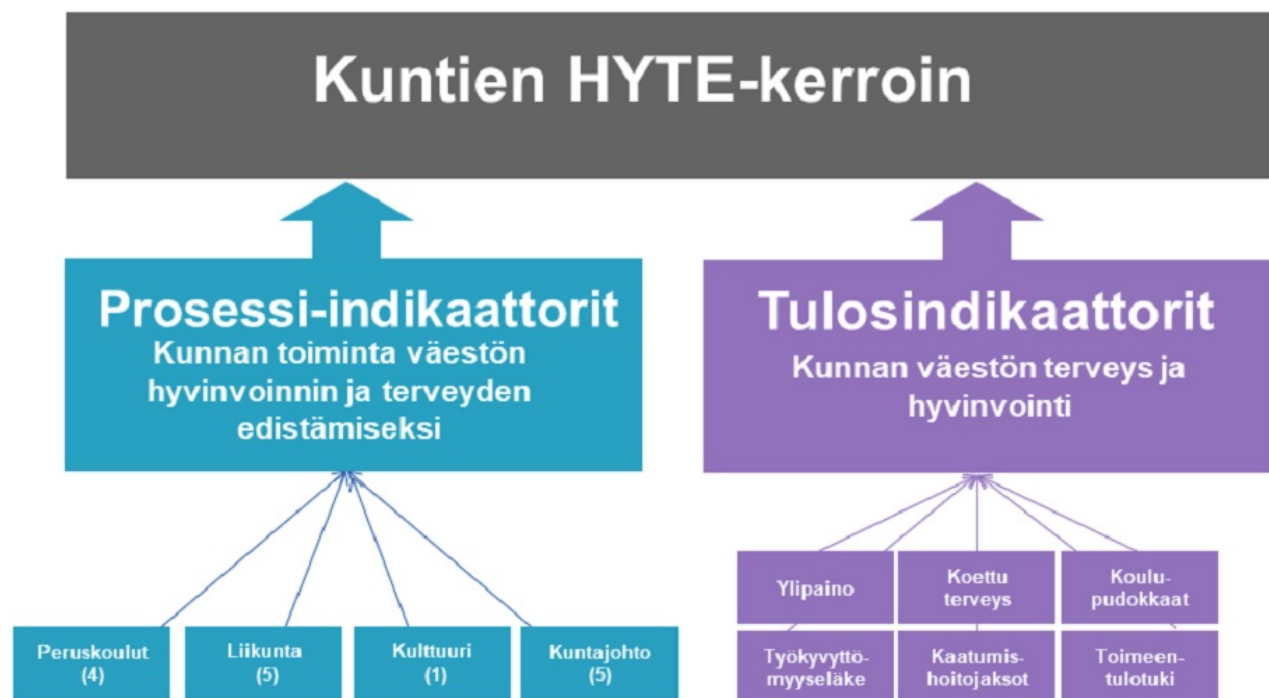 Kuntien HYTE-kerroin
Prosessi-indikaattorit
Kunnan toiminta väestön
hyvinvoinnin ja terveyden
edistämiseksi
Tulosindikaattorit
Kunnan väestön terveys ja
hyvinvointi
Peruskoulut
(4)
Liikunta
(5)
Kulttuuri
(1)
Kuntajohto
(5)
Ylipaino
Koettu
terveys
Koulu-
pudokkaat
Työkyvyttö-
myyseläke
Kaatumis-
hoitojaksot
Toimeen-
tulotuki